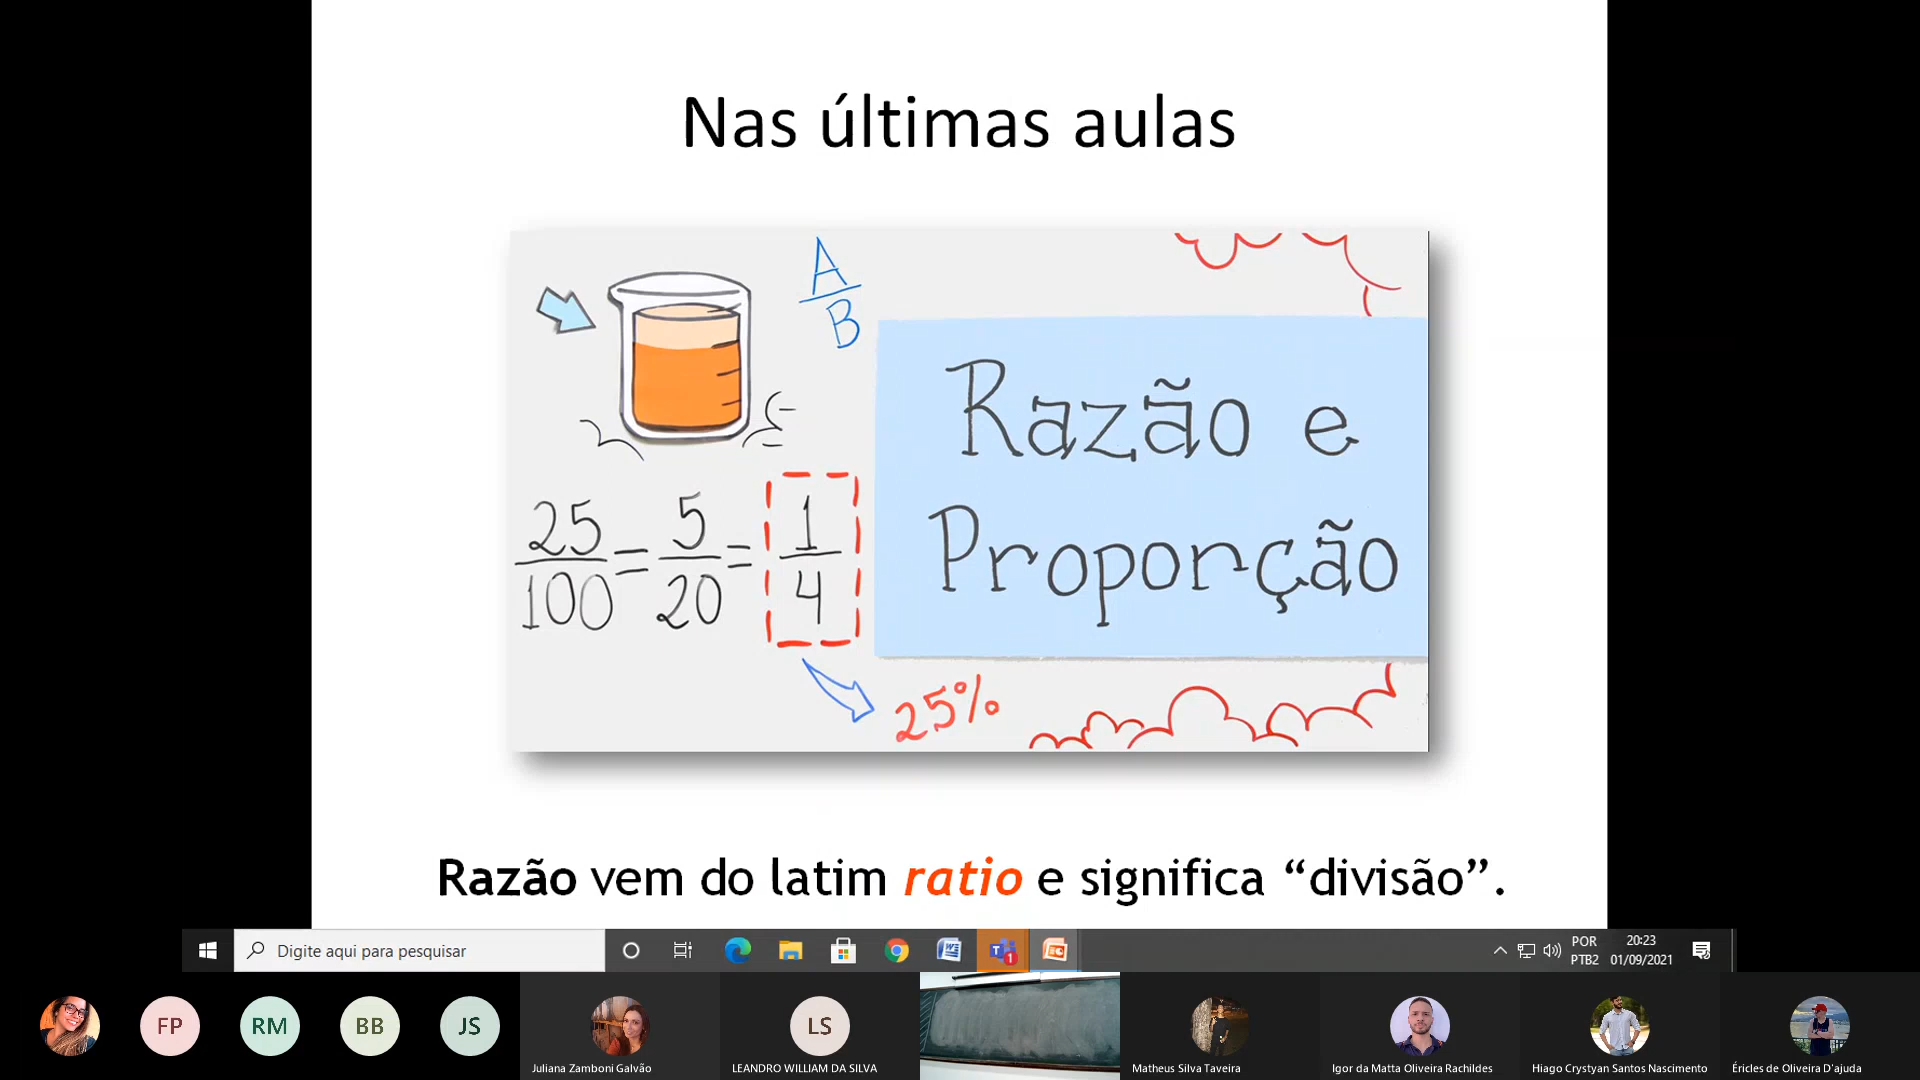 Nas últimas aulas
A
B
Razão e
Proporção
25/100 = 5/20 = 1/4
25%
Razão vem do latim ratio e significa “divisão”.
Digite aqui para pesquisar
1
POR
PTB2
20:23
01/09/2021
FP
RM
BB
JS
LS
Juliana Zamboni Galvão
LEANDRO WILLIAM DA SILVA
Matheus Silva Taveira
Igor da Matta Oliveira Rachildes
Hiago Crystyan Santos Nascimento
Éricles de Oliveira D'ajuda